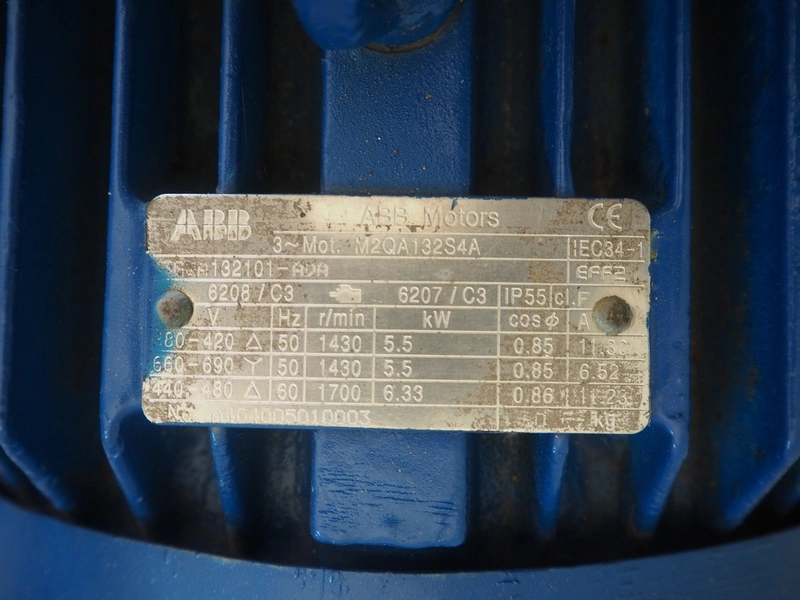 ABB ABB Motors CE
3~Mot. M2QA132S4A IEC34-1
132101-ADA EFF2
6208/C3 6207/C3 IP55 cl.F
V Hz r/min kW cosϕ A
380-420 △ 50 1430 5.5 0.85
660-690 Y 50 1430 5.5 0.85 6.52
440-480 △ 60 1700 6.33 0.86 11.23
No. kg